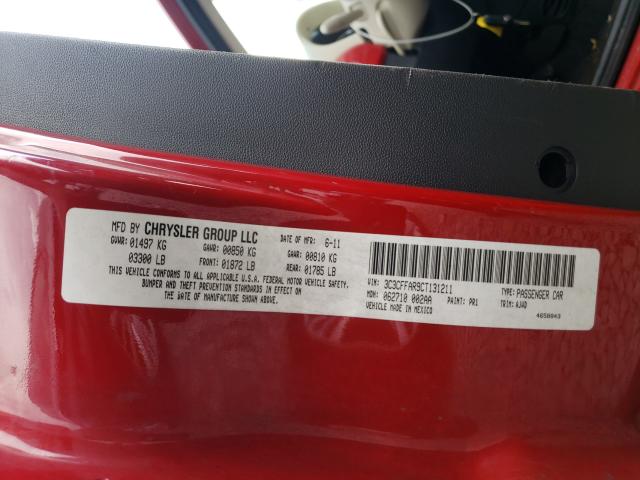 MFD BY CHRYSLER GROUP LLC DATE OF MFR: 6-11
GVWR: 01497 KG GAWR: 00850 KG GAWR: 00810 KG
03300 LB FRONT: 01872 LB REAR: 01785 LB
THIS VEHICLE CONFORMS TO ALL APPLICABLE U.S.A. FEDERAL MOTOR VEHICLE SAFETY,
BUMPER AND THEFT PREVENTION STANDARDS IN EFFECT ON
THE DATE OF MANUFACTURE SHOWN ABOVE.
VIN: 3C3CFFAR9CT131211 TYPE: PASSENGER CAR
MDH: 062710 002AA PAINT: PR1 TRIM: AJAD
VEHICLE MADE IN MEXICO 4658843